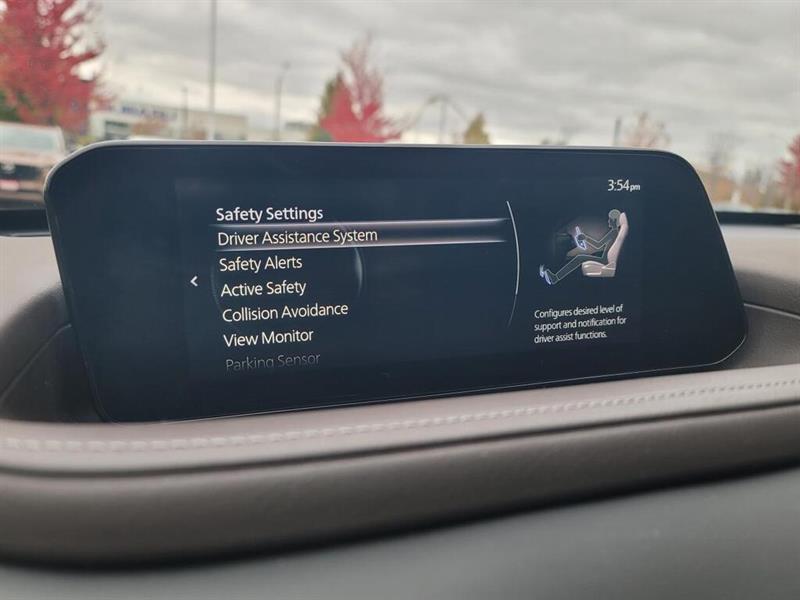 3:54pm
Safety Settings
Driver Assistance System
Safety Alerts
Active Safety
Collision Avoidance
View Monitor
Parking Sensor
Configures desired level of
support and notification for
driver assist functions.